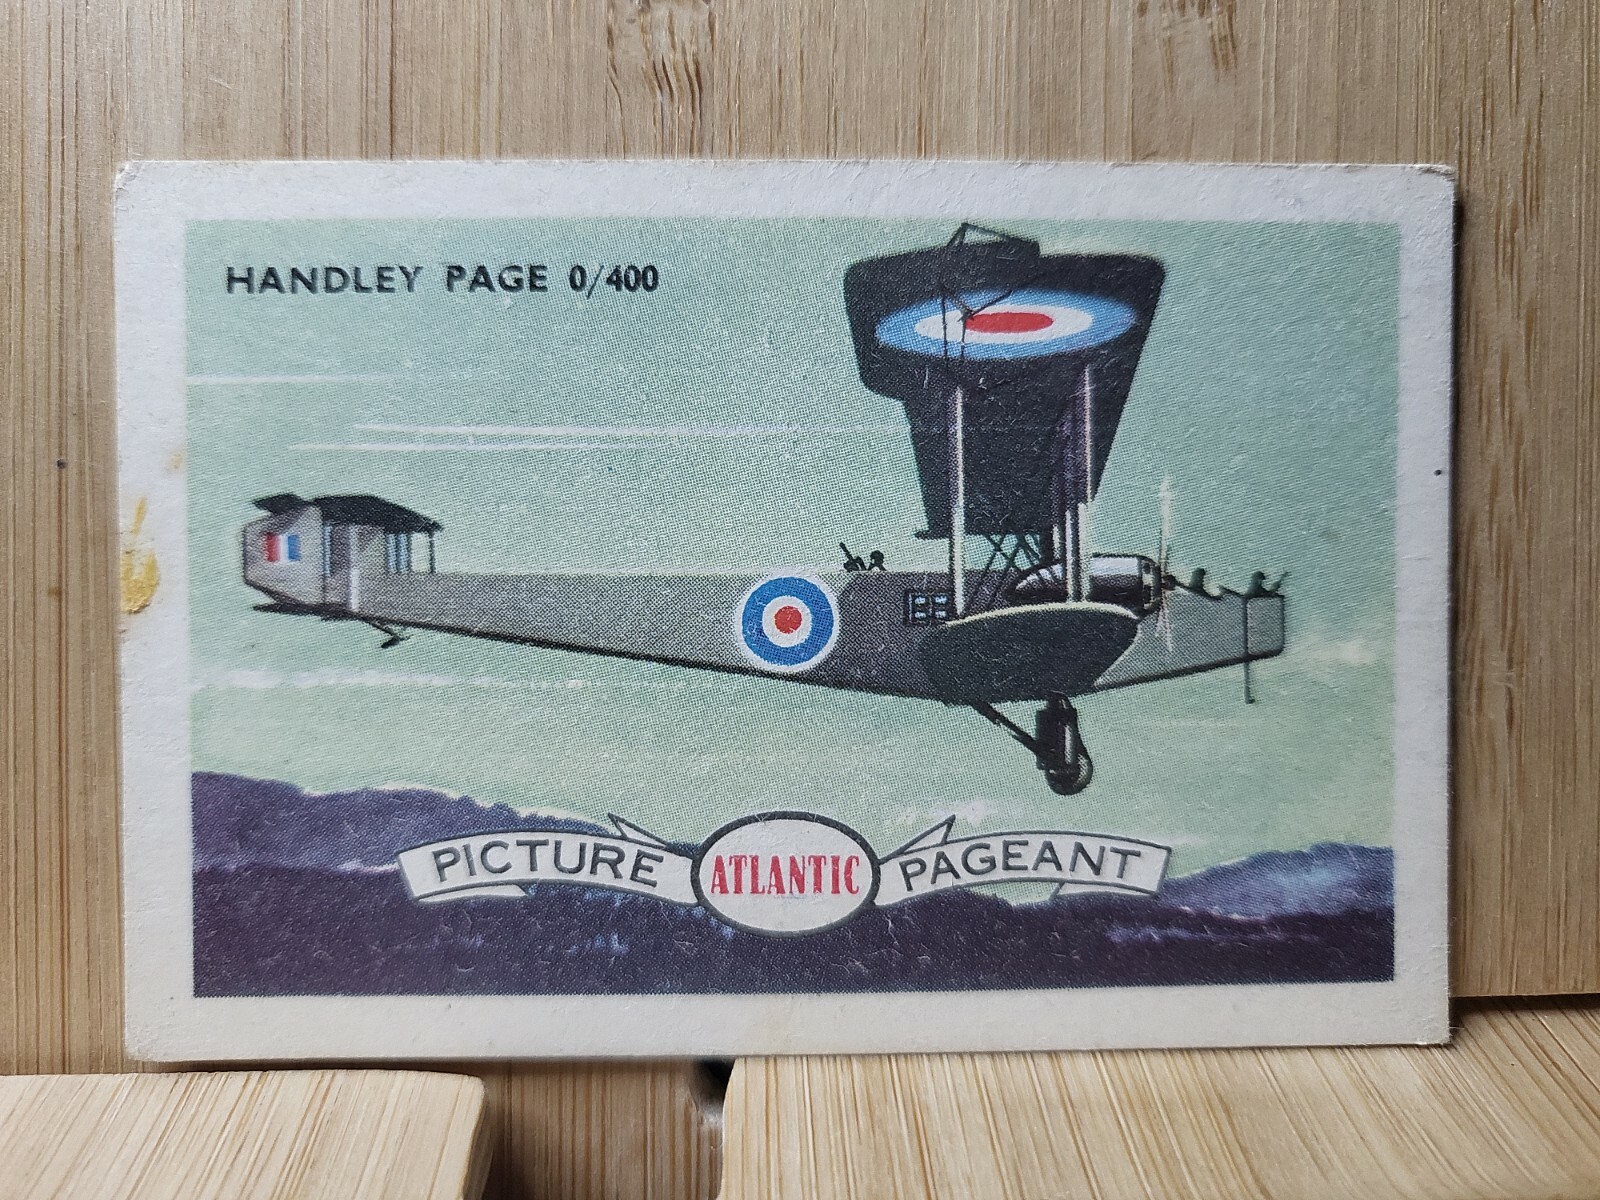 HANDLEY PAGE 0/400
PICTURE ATLANTIC PAGEANT